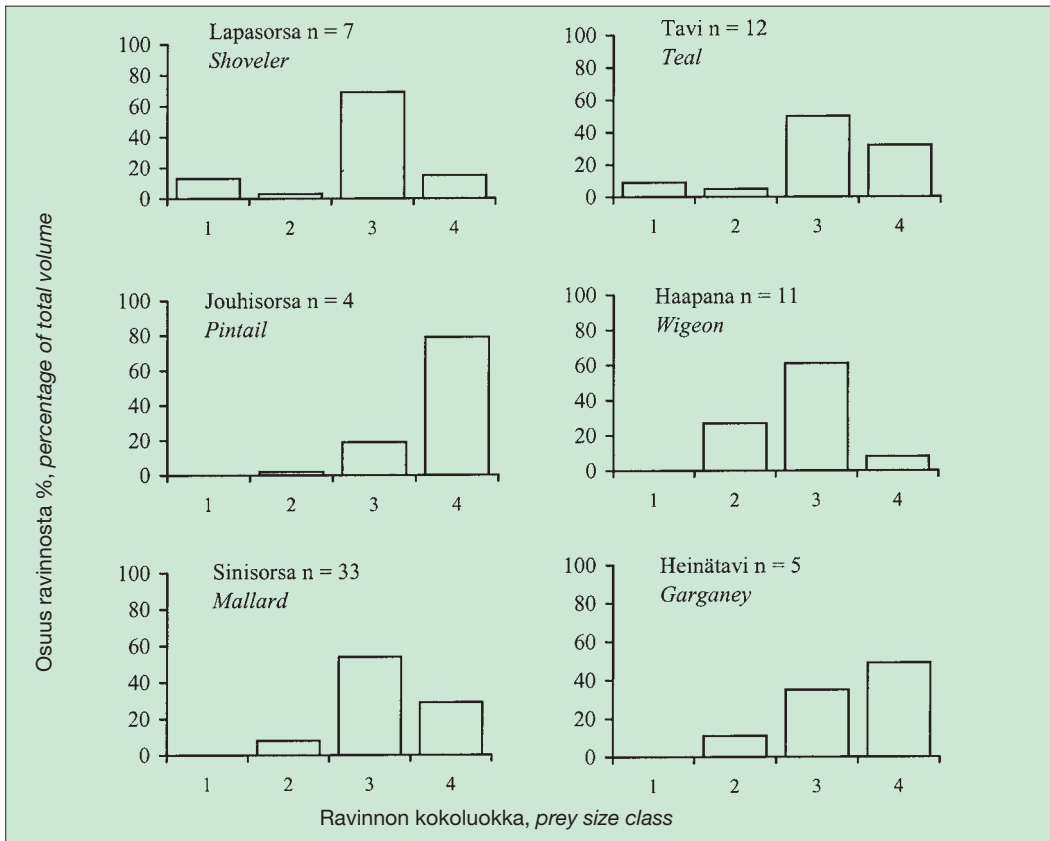 Lapasorsa n = 7
Shoveler
100
80
60
40
20
0
1 2 3 4
Tavi n = 12
Teal
100
80
60
40
20
0
1 2 3 4
Jouhisorsa n = 4
Pintail
100
80
60
40
20
0
1 2 3 4
Haapana n = 11
Wigeon
100
80
60
40
20
0
1 2 3 4
Sinisorsa n = 33
Mallard
100
80
60
40
20
0
1 2 3 4
Heinätavi n = 5
Garganey
100
80
60
40
20
0
1 2 3 4
Osuus ravinnosta %, percentage of total volume
Ravinnon kokoluokka, prey size class